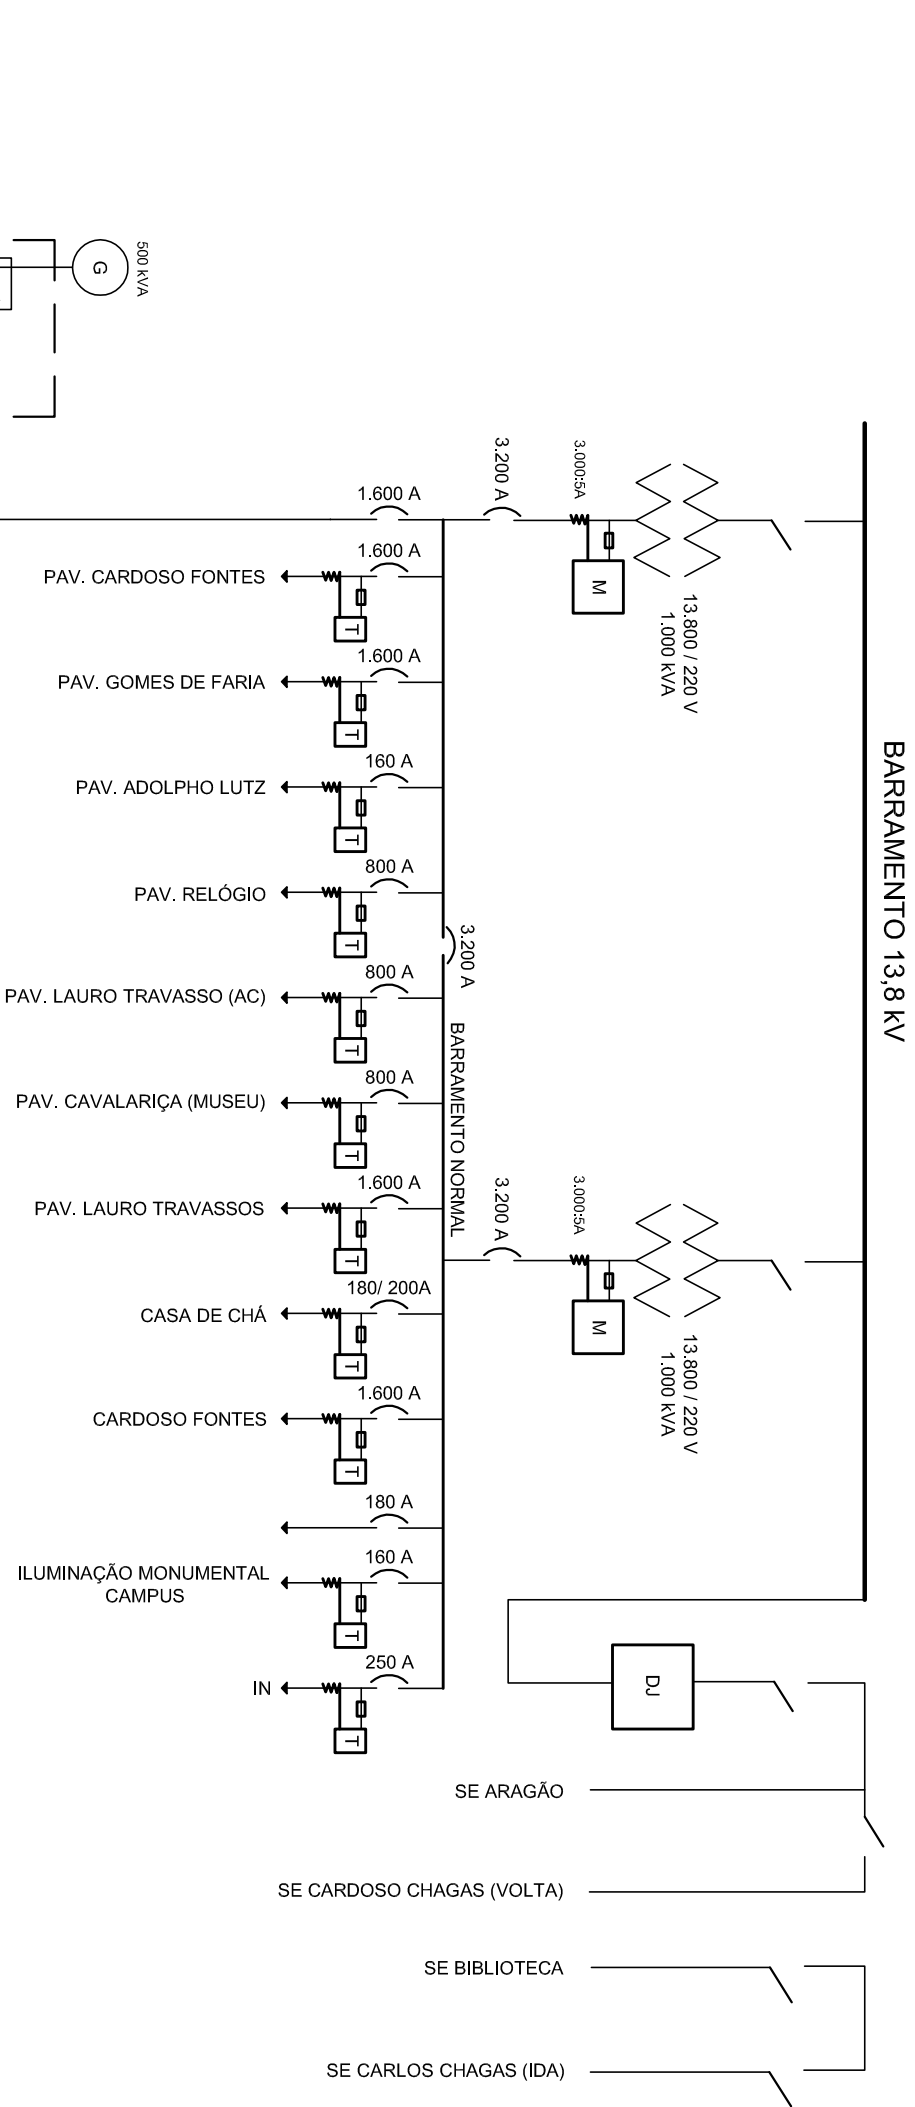 500 kVA
G
BARRAMENTO 13,8 kV
13.800 / 220 V
1.000 kVA
3.000:5A
M
3.200 A
1.600 A
1.600 A
PAV. CARDOSO FONTES
T
1.600 A
PAV. GOMES DE FARIA
T
160 A
PAV. ADOLPHO LUTZ
T
800 A
PAV. RELÓGIO
T
3.200 A
800 A
PAV. LAURO TRAVASSO (AC)
T
BARRAMENTO NORMAL
800 A
PAV. CAVALARIÇA (MUSEU)
T
13.800 / 220 V
1.000 kVA
3.000:5A
M
3.200 A
1.600 A
PAV. LAURO TRAVASSOS
T
180/ 200A
CASA DE CHÁ
T
1.600 A
CARDOSO FONTES
T
180 A
160 A
ILUMINAÇÃO MONUMENTAL
CAMPUS
T
250 A
IN
T
DJ
SE ARAGÃO
SE CARDOSO CHAGAS (VOLTA)
SE BIBLIOTECA
SE CARLOS CHAGAS (IDA)